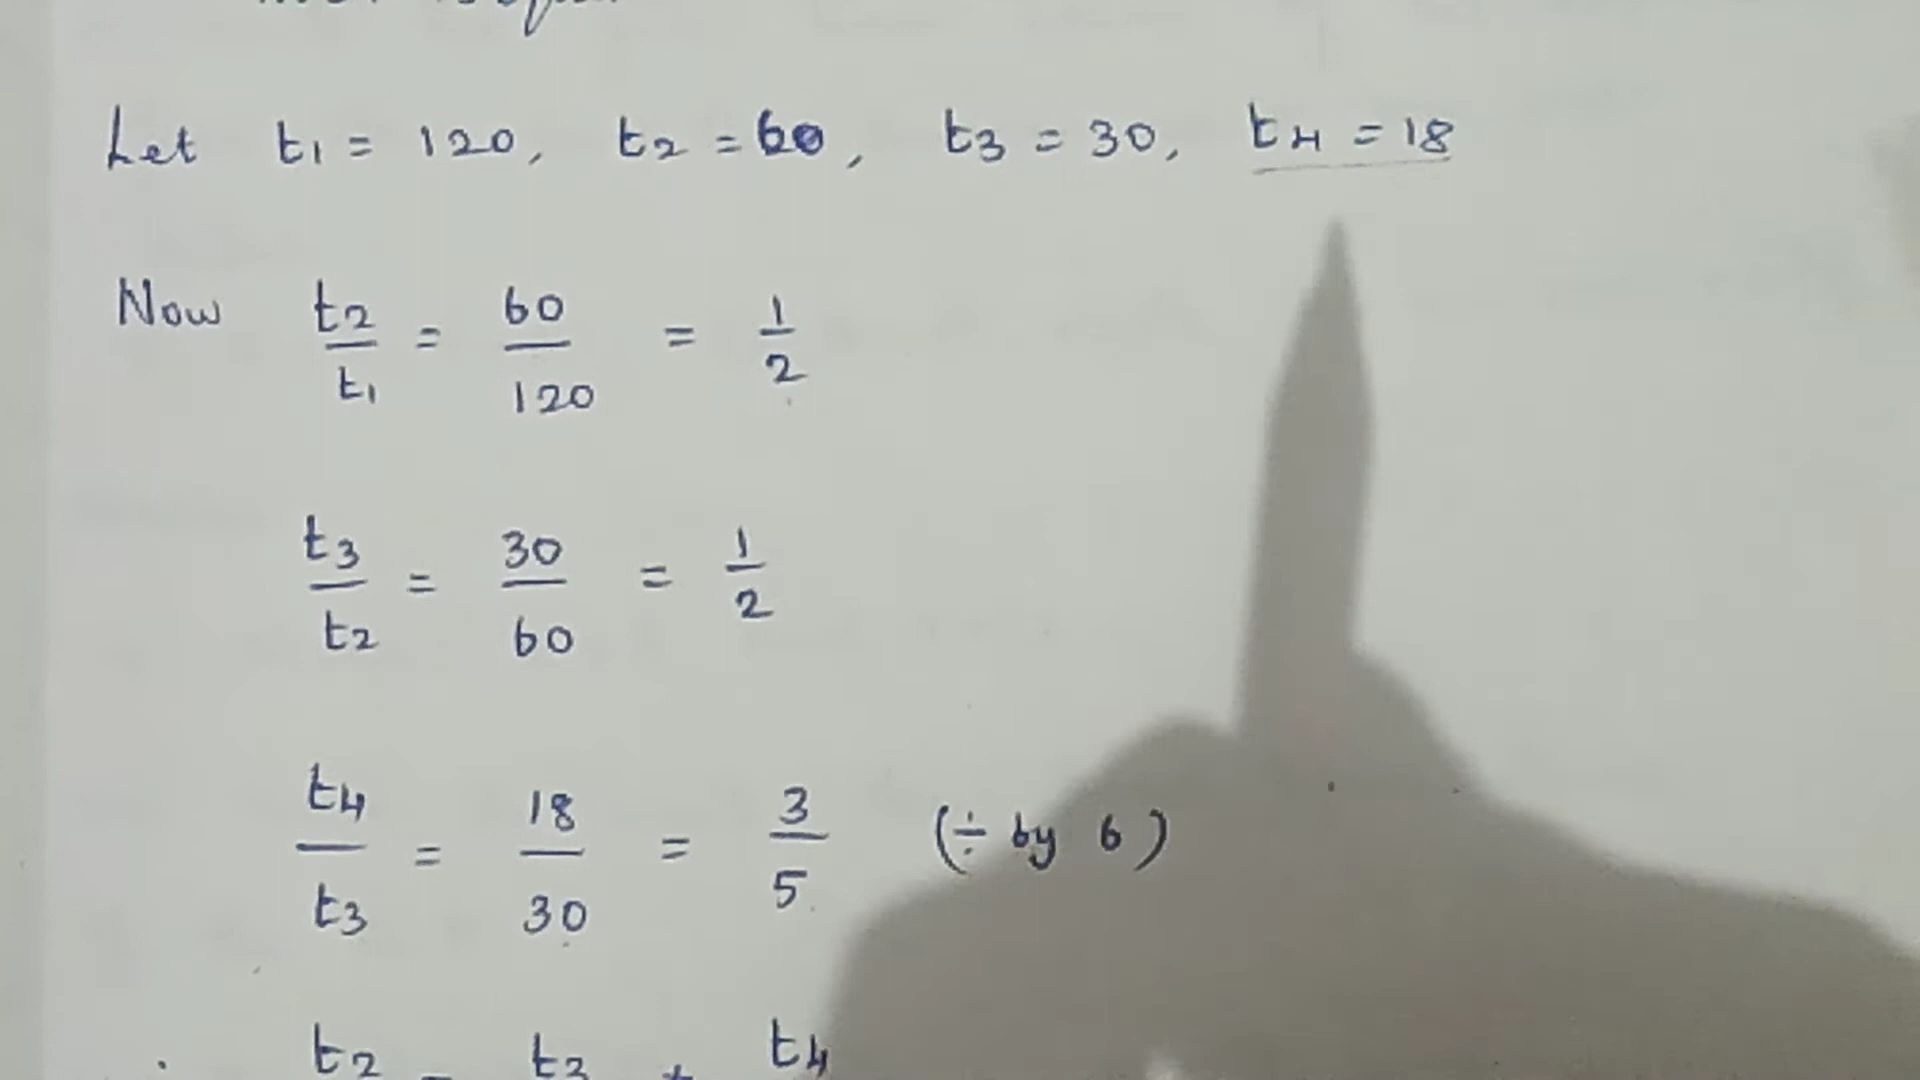 Let t1 = 120, t2 = 60, t3 = 30, t4 = 18
Now t2/t1 = 60/120 = 1/2
t3/t2 = 30/60 = 1/2
t4/t3 = 18/30 = 3/5 (÷ by 6)
t2 t3 t4